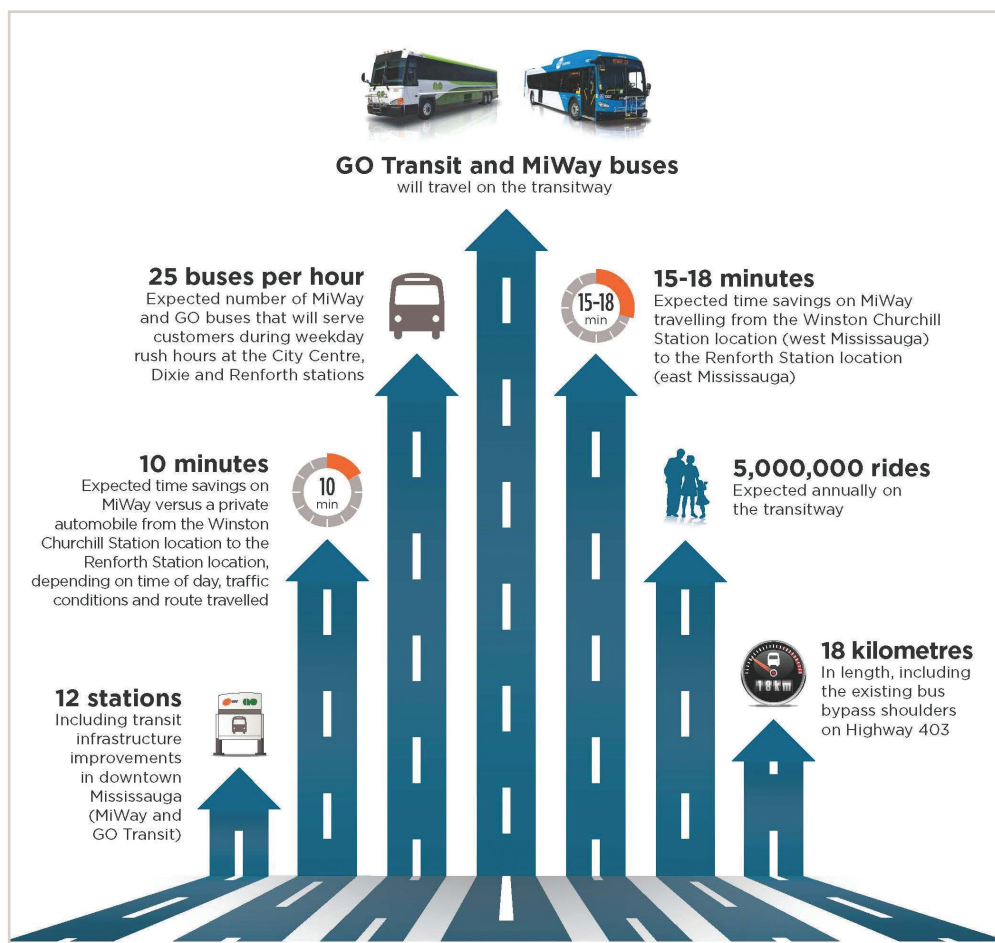 GO Transit and MiWay buses
will travel on the transitway
25 buses per hour
Expected number of MiWay
and GO buses that will serve
customers during weekday
rush hours at the City Centre,
Dixie and Renforth stations
15-18
min
15-18 minutes
Expected time savings on MiWay
travelling from the Winston Churchill
Station location (west Mississauga)
to the Renforth Station location
(east Mississauga)
10 minutes
Expected time savings on
MiWay versus a private
automobile from the Winston
Churchill Station location to the
Renforth Station location,
depending on time of day, traffic
conditions and route travelled
10
min
5,000,000 rides
Expected annually on
the transitway
12 stations
Including transit
infrastructure
improvements
in downtown
Mississauga
(MiWay and
GO Transit)
GO
18km
18 kilometres
In length, including
the existing bus
bypass shoulders
on Highway 403